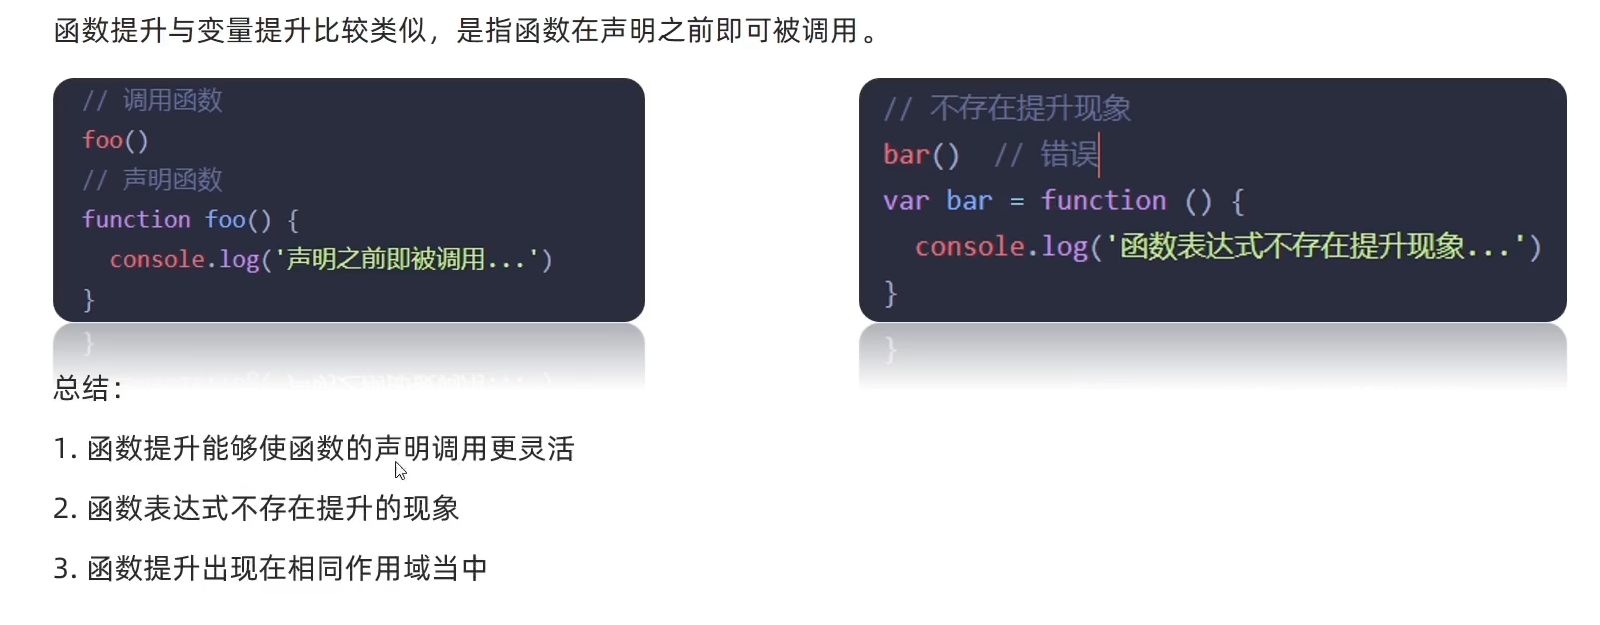 函数提升与变量提升比较类似，是指函数在声明之前即可被调用。
// 调用函数
foo()
// 声明函数
function foo() {
  console.log('声明之前即被调用...')
}
// 不存在提升现象
bar()  // 错误
var bar = function () {
  console.log('函数表达式不存在提升现象...')
}
总结：
1. 函数提升能够使函数的声明调用更灵活
2. 函数表达式不存在提升的现象
3. 函数提升出现在相同作用域当中